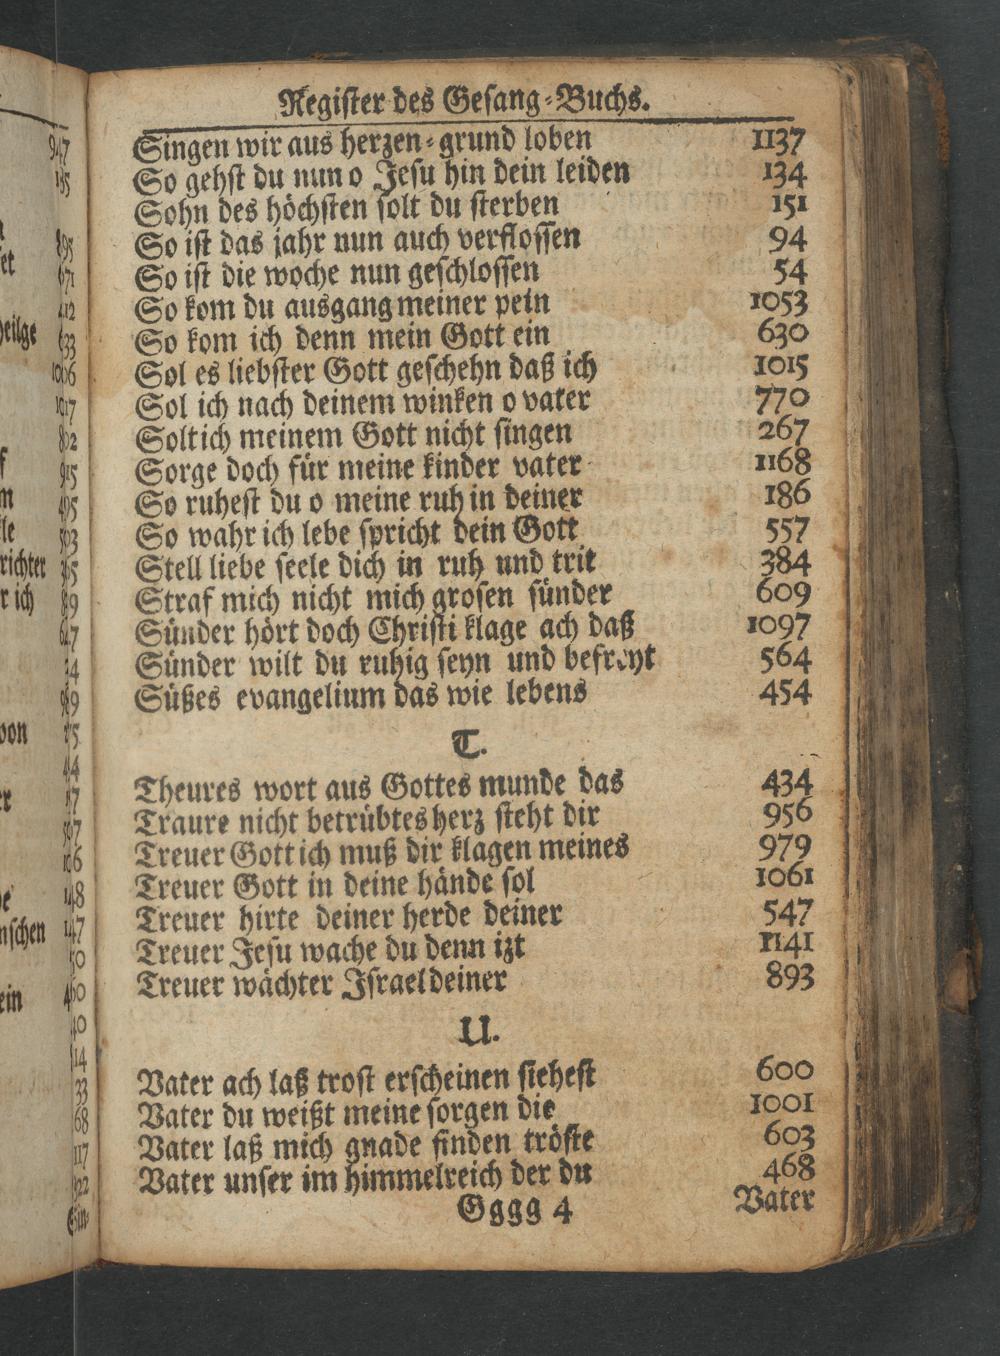 Register des Gesang-Buchs.
Singen wir aus herzen-grund loben 1137
So gehst du nun o Jesu hin dein leiden 134
Sohn des höchsten solt du sterben 151
So ist das jahr nun auch verflossen 94
So ist die woche nun geschlossen 54
So kom du ausgang meiner pein 1053
So kom ich denn mein Gott ein 630
Sol es liebster Gott geschehn daß ich 1015
Sol ich nach deinem winken o vater 770
Solt ich meinem Gott nicht singen 267
Sorge doch für meine kinder vater 1168
So ruhest du o meine ruh in deiner 186
So wahr ich lebe spricht dein Gott 557
Stell liebe seele dich in ruh und trit 384
Straf mich nicht mich grosen sünder 609
Sünder hört doch Christi klage ach daß 1097
Sünder wilt du ruhig seyn und befreyt 564
Süßes evangelium das wie lebens 454
T.
Theures wort aus Gottes munde das 434
Traure nicht betrübtes herz steht dir 956
Treuer Gott ich muß dir klagen meines 979
Treuer Gott in deine hände sol 1061
Treuer hirte deiner herde deiner 547
Treuer Jesu wache du denn izt 1141
Treuer wächter Israel deiner 893
U.
Vater ach laß trost erscheinen siehest 600
Vater du weißt meine sorgen die 1001
Vater laß mich gnade finden tröste 603
Vater unser im himmelreich der du 468
Gggg 4 Vater